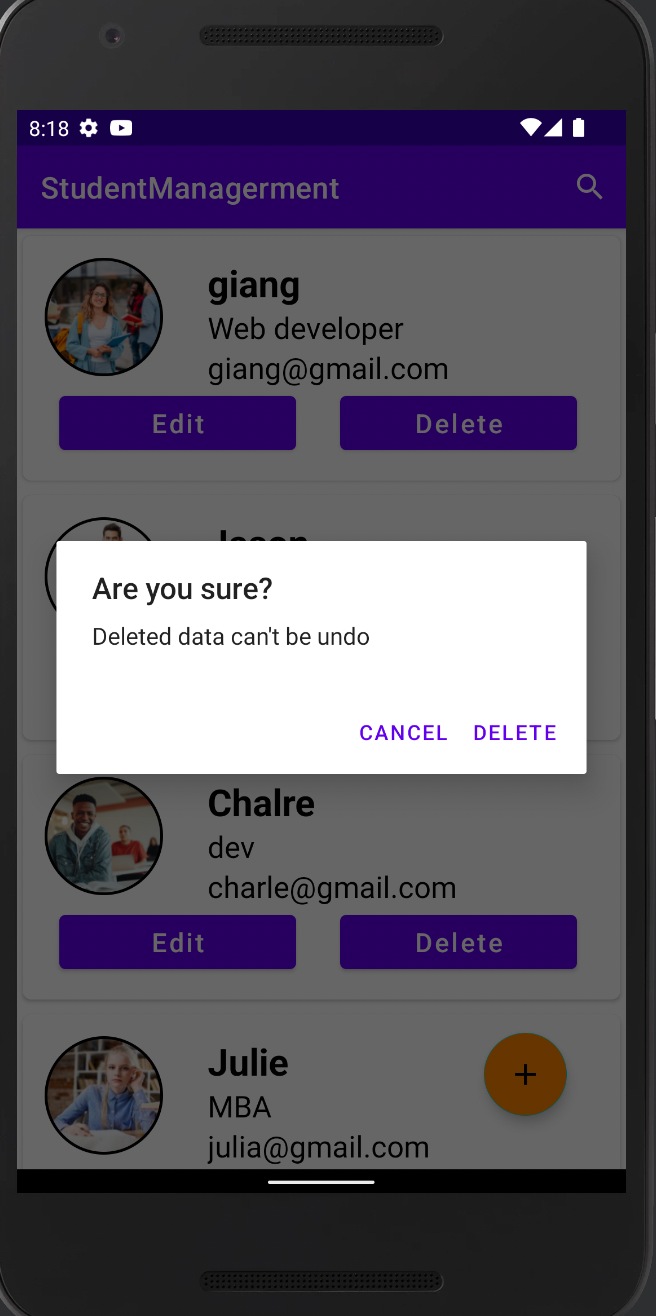 8:18
StudentManagerment
giang
Web developer
giang@gmail.com
Edit Delete
Are you sure?
Deleted data can't be undo
CANCEL DELETE
Chalre
dev
charle@gmail.com
Edit Delete
Julie
MBA
julia@gmail.com